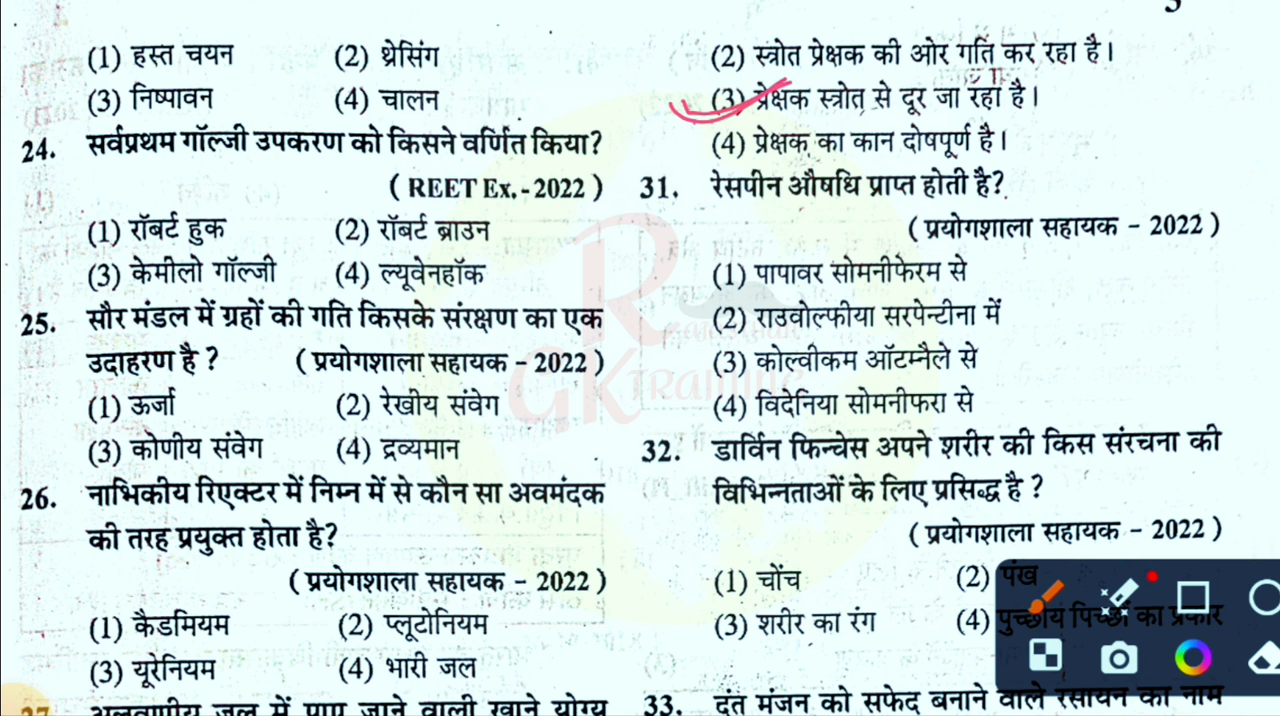 (1) हस्त चयन (2) थ्रेसिंग
(3) निष्पावन (4) चालन
24. सर्वप्रथम गॉल्जी उपकरण को किसने वर्णित किया?
( REET Ex.-2022 )
(1) रॉबर्ट हुक (2) रॉबर्ट ब्राउन
(3) केमीलो गॉल्जी (4) ल्यूवेनहॉक
25. सौर मंडल में ग्रहों की गति किसके संरक्षण का एक
उदाहरण है ? ( प्रयोगशाला सहायक - 2022 )
(1) ऊर्जा (2) रेखीय संवेग
(3) कोणीय संवेग (4) द्रव्यमान
26. नाभिकीय रिएक्टर में निम्न में से कौन सा अवमंदक
की तरह प्रयुक्त होता है?
( प्रयोगशाला सहायक - 2022 )
(1) कैडमियम (2) प्लूटोनियम
(3) यूरेनियम (4) भारी जल
27. अलवणीय जल में पाए जाने वाली खाने योग्य
(2) स्त्रोत प्रेक्षक की ओर गति कर रहा है।
(3) प्रेक्षक स्त्रोत से दूर जा रहा है।
(4) प्रेक्षक का कान दोषपूर्ण है।
31. रेसपीन औषधि प्राप्त होती है?
( प्रयोगशाला सहायक - 2022 )
(1) पापावर सोमनीफेरम से
(2) राउवोल्फीया सरपेन्टीना में
(3) कोल्वीकम ऑटम्नैले से
(4) विदेनिया सोमनीफरा से
32. डार्विन फिन्चेस अपने शरीर की किस संरचना की
विभिन्नताओं के लिए प्रसिद्ध है ?
( प्रयोगशाला सहायक - 2022 )
(1) चोंच (2) पंख
(3) शरीर का रंग (4) पुच्छीय पिच्छों का प्रकार
33. दंत मंजन को सफेद बनाने वाले रसायन का नाम
R
GK Training